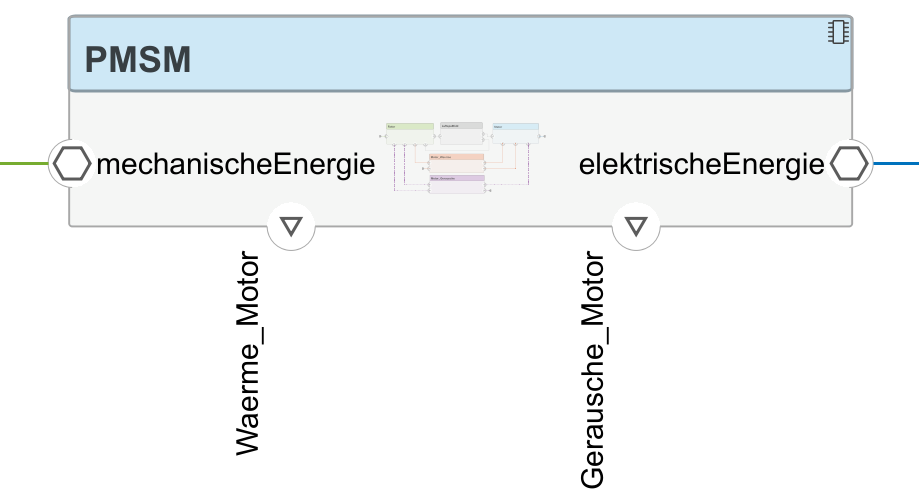 PMSM
mechanischeEnergie
elektrischeEnergie
Waerme_Motor
Gerausche_Motor